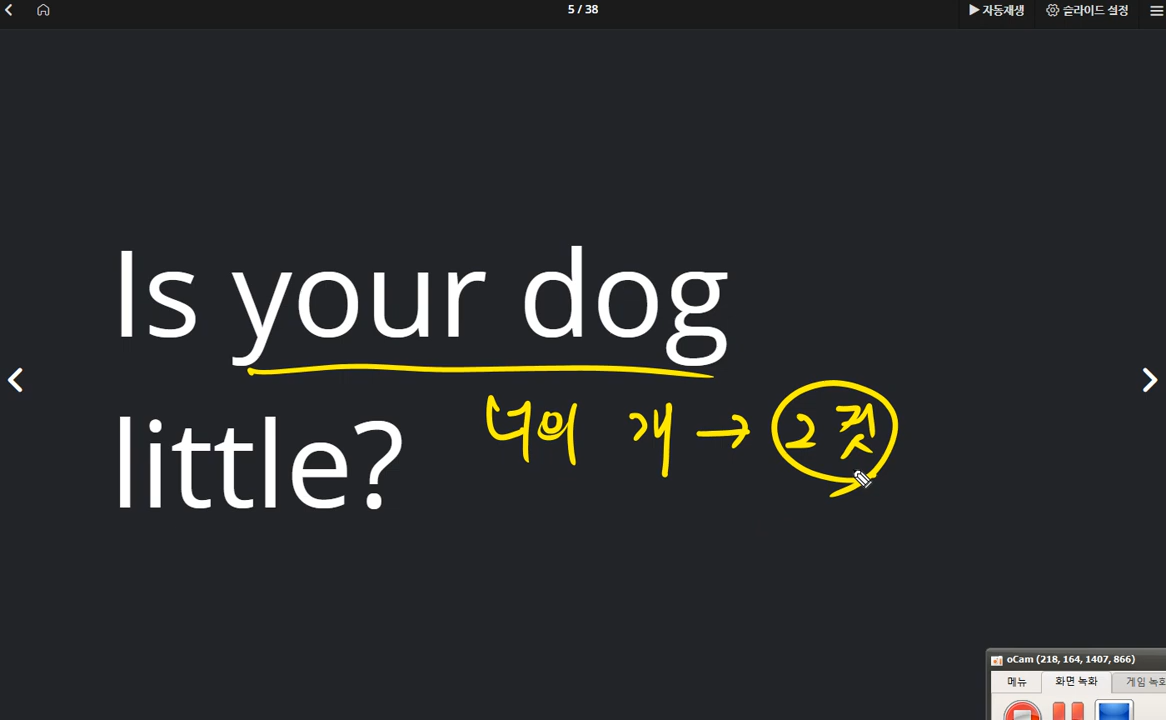 5 / 38
자동재생
슬라이드 설정
Is your dog
little?
너의 개 → 그것
oCam (218, 164, 1407, 866)
메뉴
화면 녹화
게임 녹화